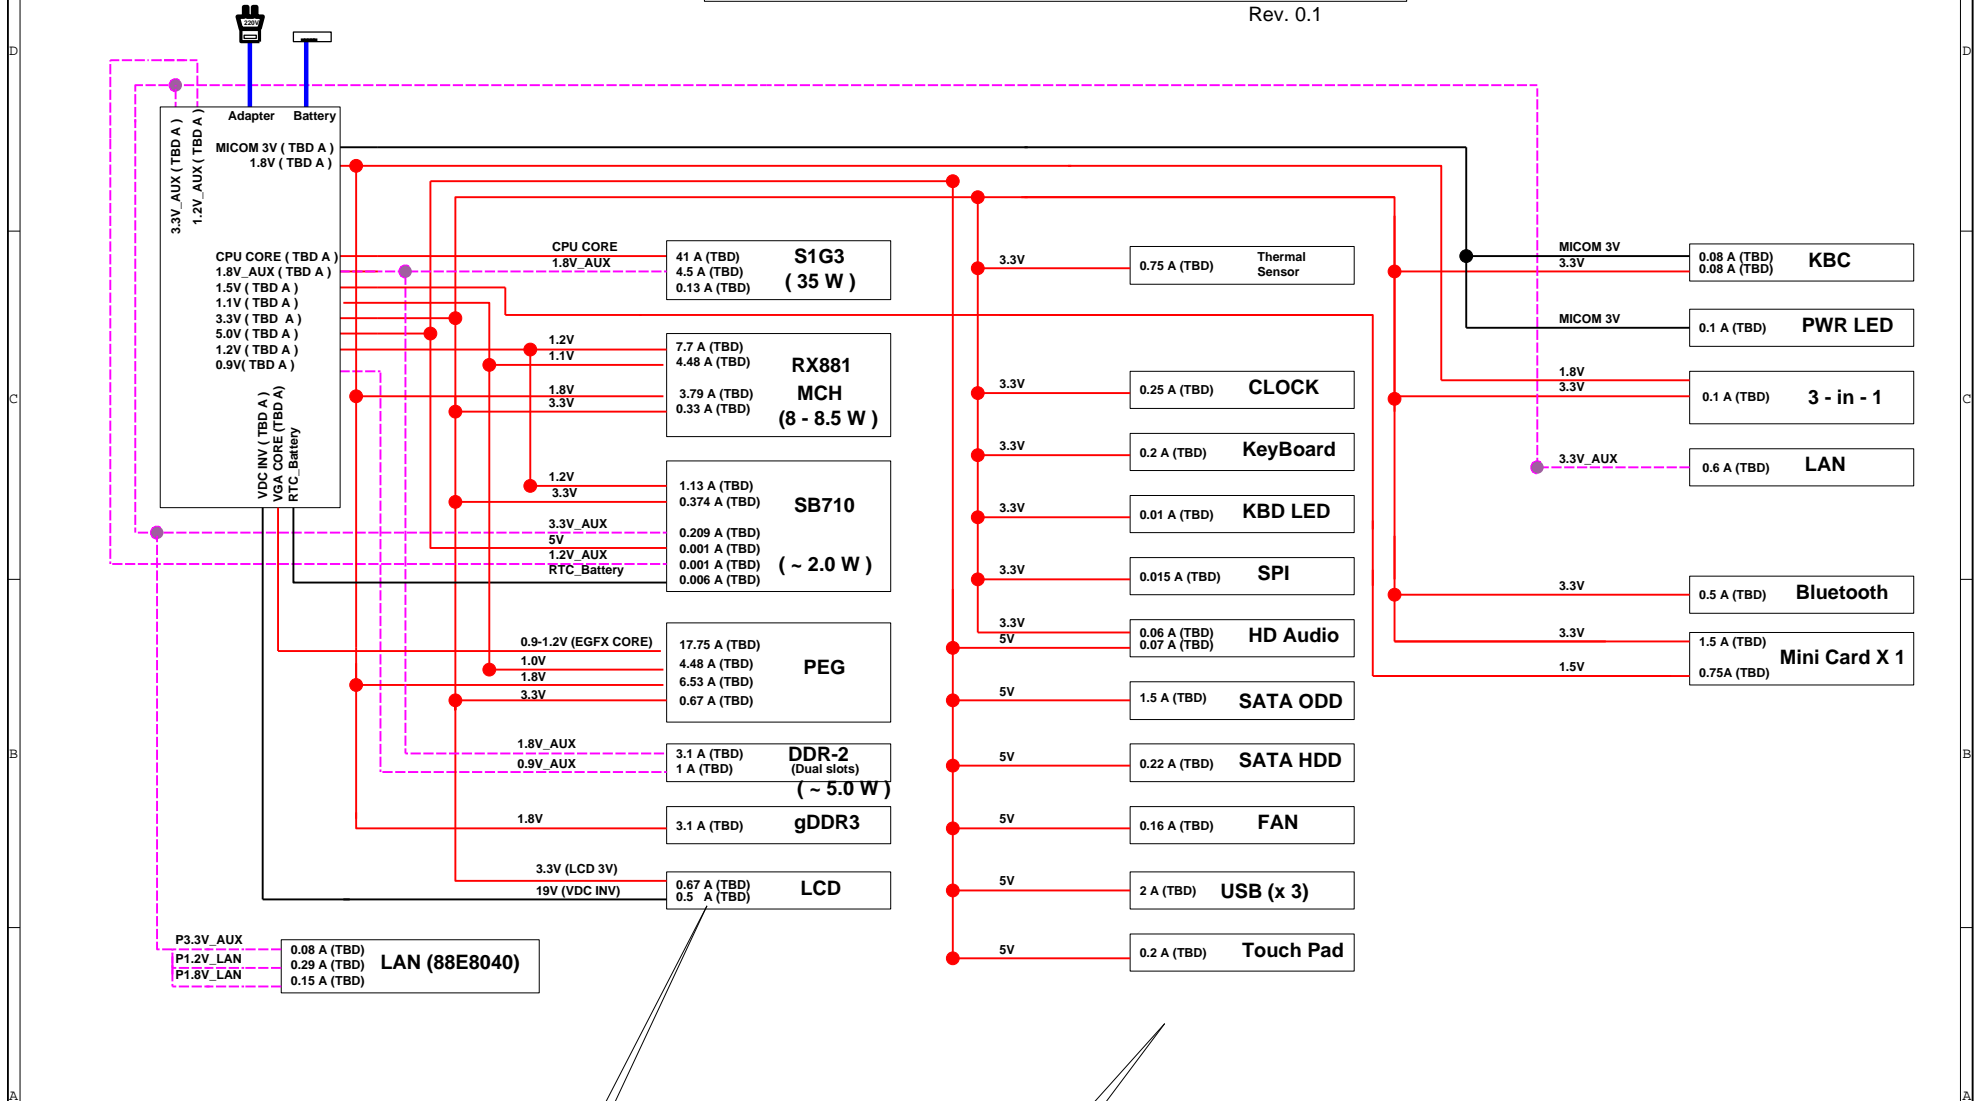 Rev. 0.1
220V
D
D
Adapter
Battery
3.3V_AUX ( TBD A )
1.2V_AUX ( TBD A )
MICOM 3V ( TBD A )
1.8V ( TBD A )
CPU CORE ( TBD A )
1.8V_AUX ( TBD A )
1.5V ( TBD A )
1.1V ( TBD A )
3.3V ( TBD A )
5.0V ( TBD A )
1.2V ( TBD A )
0.9V( TBD A )
VDC INV ( TBD A )
VGA CORE (TBD A)
RTC_Battery
CPU CORE
1.8V_AUX
41 A (TBD)
4.5 A (TBD)
0.13 A (TBD)
S1G3
( 35 W )
1.2V
1.1V
1.8V
3.3V
7.7 A (TBD)
4.48 A (TBD)
3.79 A (TBD)
0.33 A (TBD)
RX881
MCH
(8 - 8.5 W )
1.2V
3.3V
3.3V_AUX
5V
1.2V_AUX
RTC_Battery
1.13 A (TBD)
0.374 A (TBD)
0.209 A (TBD)
0.001 A (TBD)
0.001 A (TBD)
0.006 A (TBD)
SB710
( ~ 2.0 W )
0.9-1.2V (EGFX CORE)
1.0V
1.8V
3.3V
17.75 A (TBD)
4.48 A (TBD)
6.53 A (TBD)
0.67 A (TBD)
PEG
1.8V_AUX
0.9V_AUX
3.1 A (TBD)
1 A (TBD)
DDR-2
(Dual slots)
( ~ 5.0 W )
1.8V
3.1 A (TBD)
gDDR3
3.3V (LCD 3V)
19V (VDC INV)
0.67 A (TBD)
0.5 A (TBD)
LCD
P3.3V_AUX
P1.2V_LAN
P1.8V_LAN
0.08 A (TBD)
0.29 A (TBD)
0.15 A (TBD)
LAN (88E8040)
3.3V
0.75 A (TBD)
Thermal
Sensor
3.3V
0.25 A (TBD)
CLOCK
3.3V
0.2 A (TBD)
KeyBoard
3.3V
0.01 A (TBD)
KBD LED
3.3V
0.015 A (TBD)
SPI
3.3V
5V
0.06 A (TBD)
0.07 A (TBD)
HD Audio
5V
1.5 A (TBD)
SATA ODD
5V
0.22 A (TBD)
SATA HDD
5V
0.16 A (TBD)
FAN
5V
2 A (TBD)
USB (x 3)
5V
0.2 A (TBD)
Touch Pad
MICOM 3V
3.3V
0.08 A (TBD)
0.08 A (TBD)
KBC
MICOM 3V
0.1 A (TBD)
PWR LED
1.8V
3.3V
0.1 A (TBD)
3 - in - 1
3.3V_AUX
0.6 A (TBD)
LAN
3.3V
0.5 A (TBD)
Bluetooth
3.3V
1.5V
1.5 A (TBD)
0.75A (TBD)
Mini Card X 1
C
C
B
B
A
A